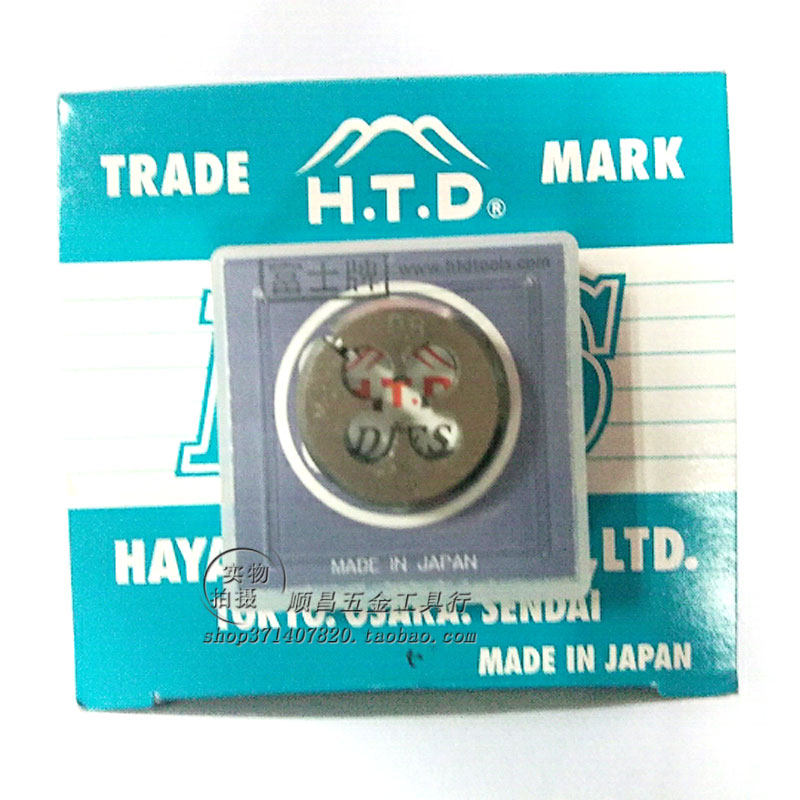 TRADE
MARK
H.T.D®
富士牌
www.htdtools.com
H.T.D
DIES
MADE IN JAPAN
HAYA
,LTD.
实物
拍摄
顺昌五金工具行
TOKYO. OSAKA. SENDAI
shop371407820.taobao.com
MADE IN JAPAN